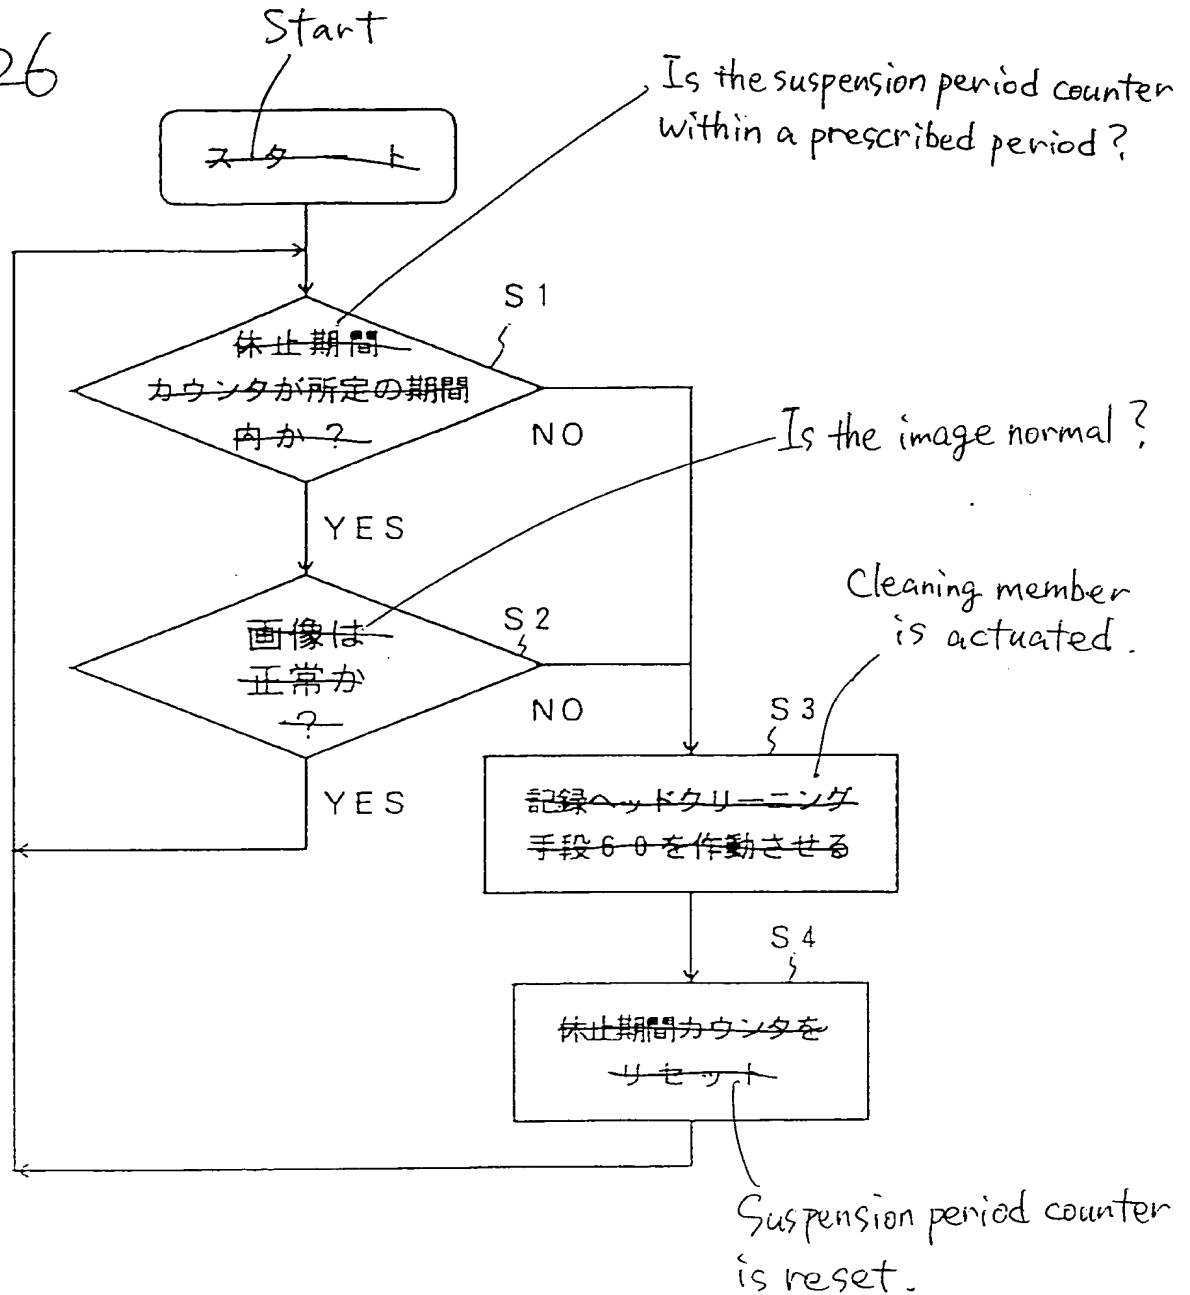 26
Start
Is the suspension period counter
within a prescribed period?
スタート
S1
休止期間
カウンタが所定の期間
内か?
NO
Is the image normal?
YES
Cleaning member
is actuated.
S2
画像は
正常か
?
NO
S3
YES
記録ヘッドクリーニング
手段60を作動させる
S4
休止期間カウンタを
リセット
Suspension period counter
is reset.